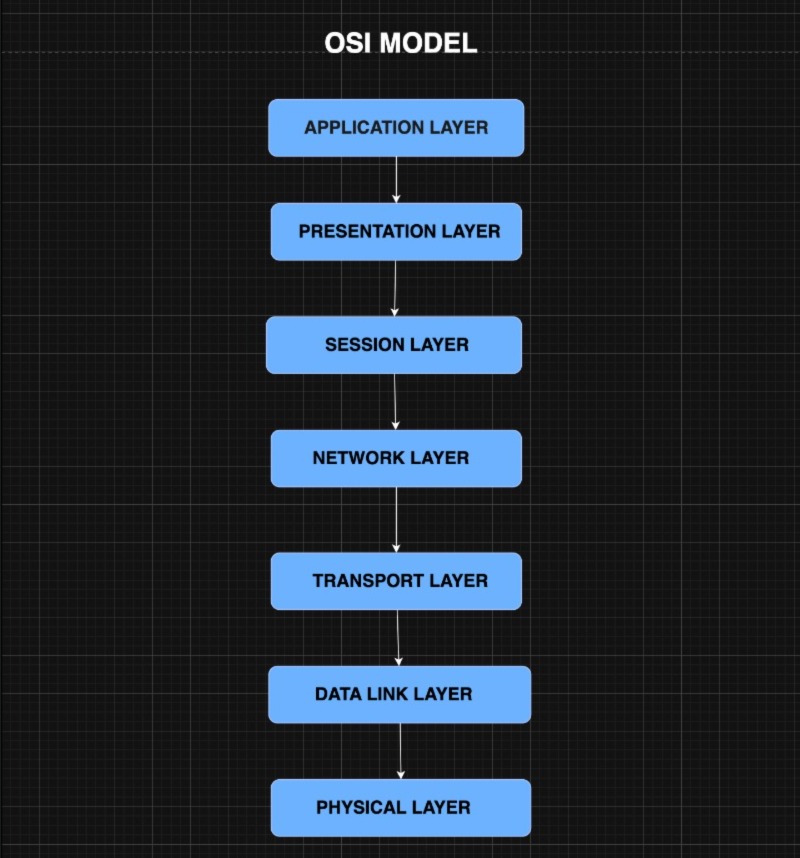 OSI MODEL
APPLICATION LAYER
PRESENTATION LAYER
SESSION LAYER
NETWORK LAYER
TRANSPORT LAYER
DATA LINK LAYER
PHYSICAL LAYER